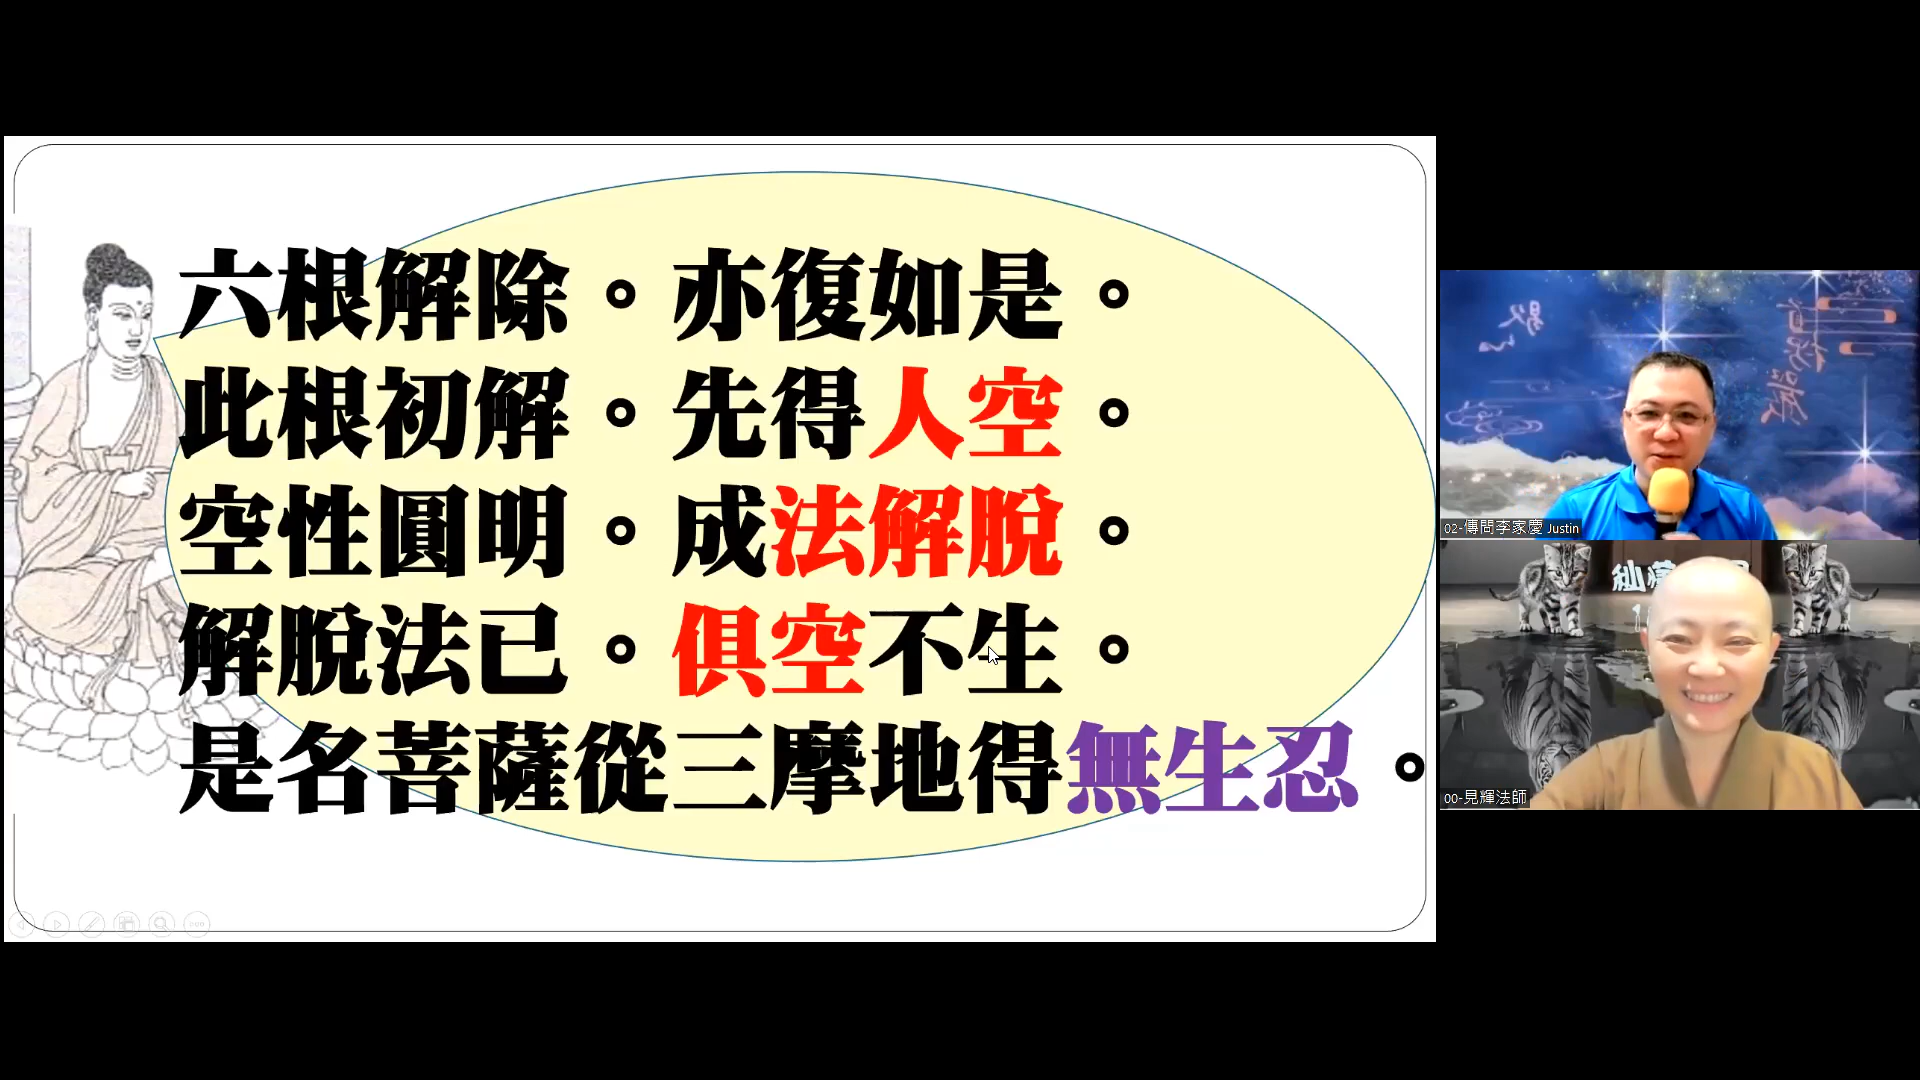 六根解除。亦復如是。
此根初解。先得人空。
空性圓明。成法解脫。
解脫法已。俱空不生。
是名菩薩從三摩地得無生忍。
02-傳問李家慶 Justin
00-見輝法師